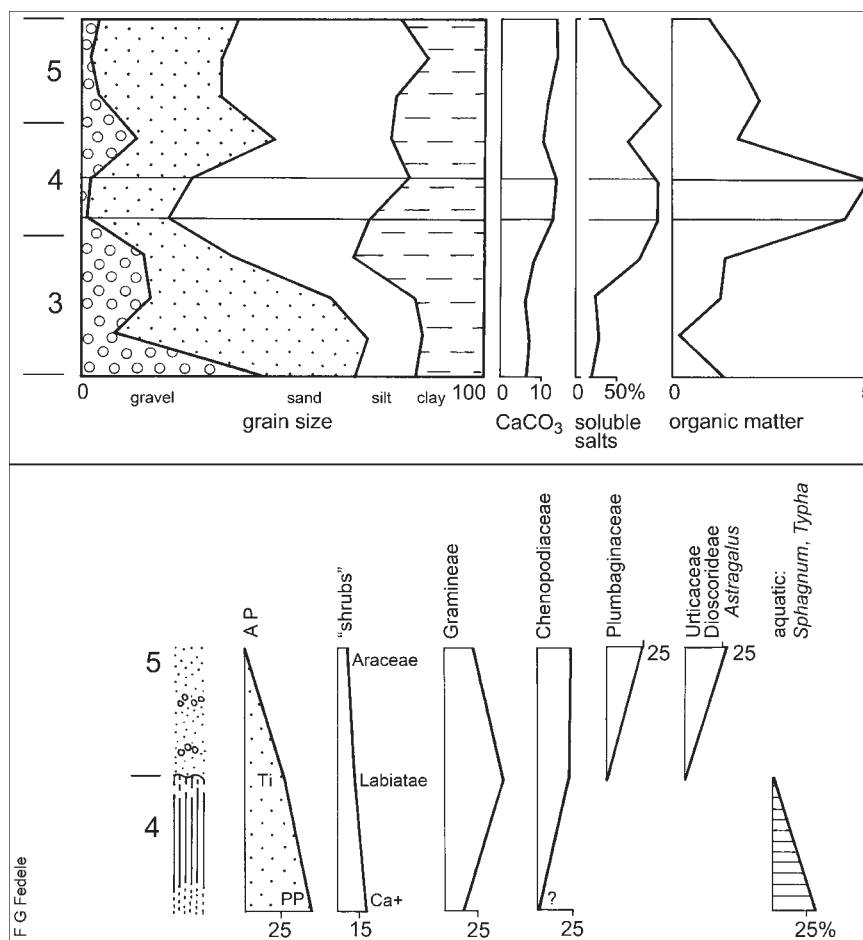 5
4
3
0 gravel sand silt clay 100
grain size
0 10
CaCO3
0 50%
soluble salts
0 5
organic matter
A P
"shrubs"
Gramineae
Chenopodiaceae
Plumbaginaceae
Urticaceae
Dioscorideae
Astragalus
aquatic:
Sphagnum, Typha
5
Araceae
25
25
Ti
Labiatae
4
PP
Ca+
?
25
15
25
25
25%
F G Fedele